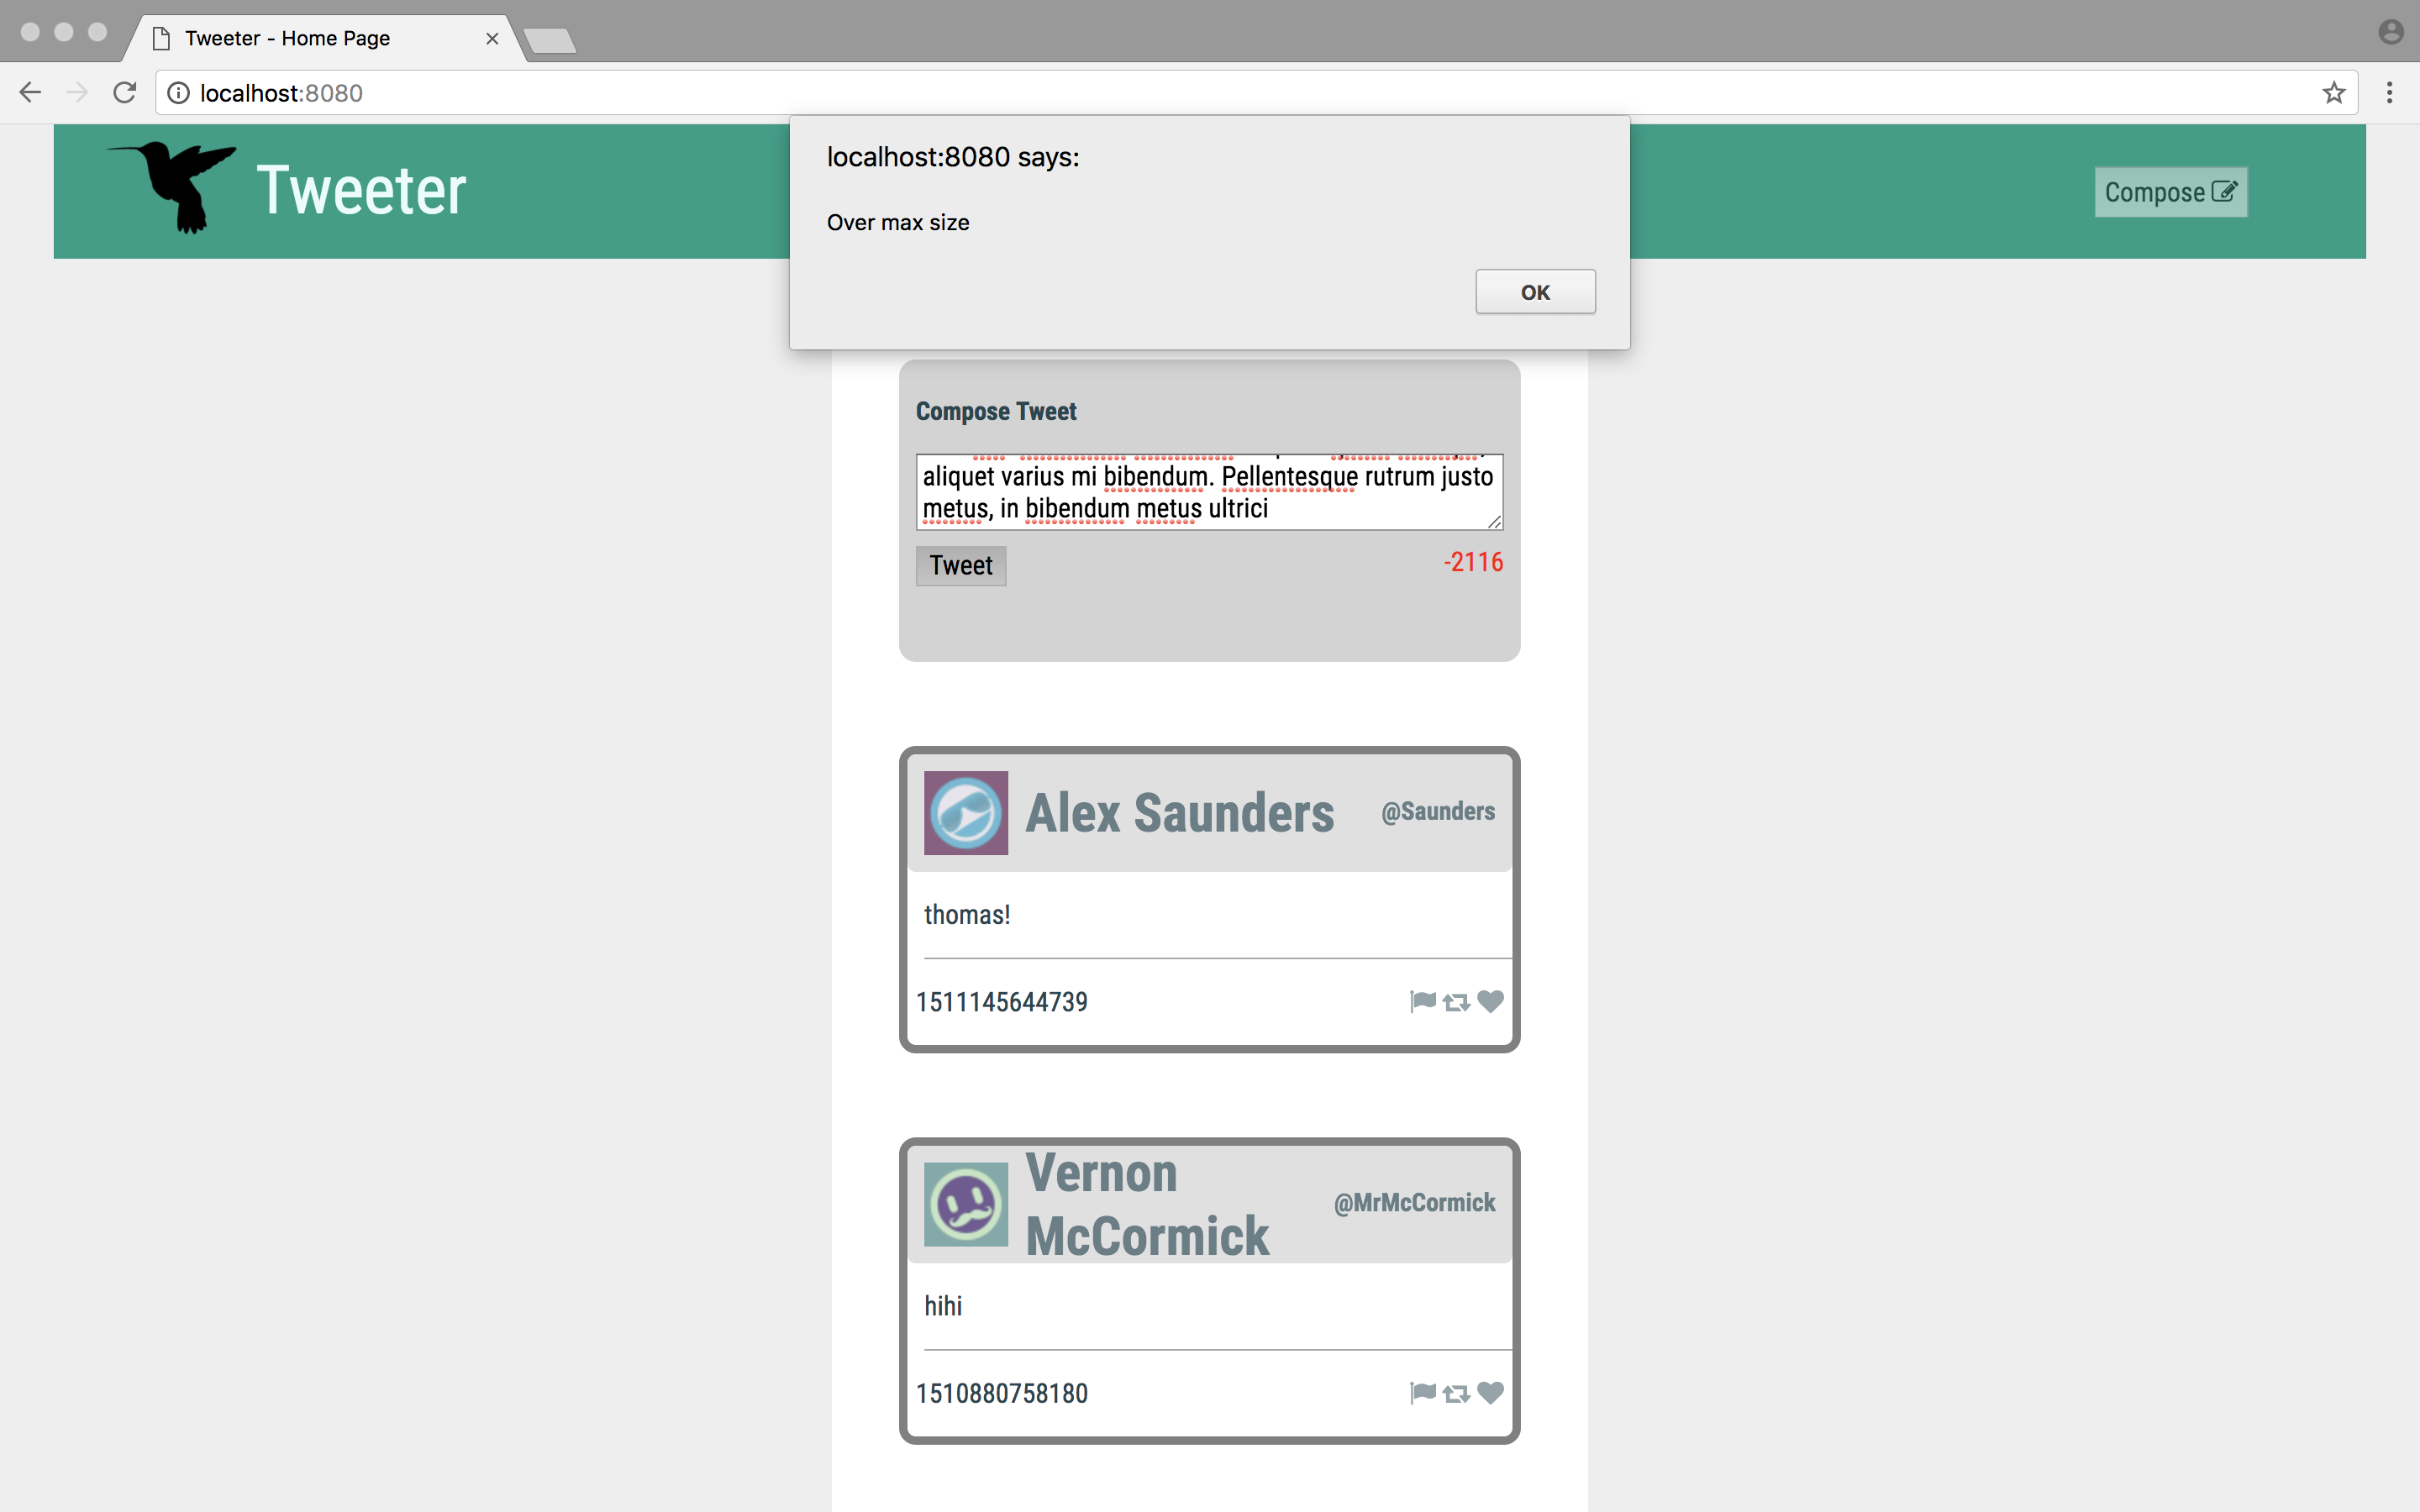 Tweeter - Home Page
localhost:8080
Tweeter
localhost:8080 says:
Over max size
OK
Compose
Compose Tweet
aliquet varius mi bibendum. Pellentesque rutrum justo
metus, in bibendum metus ultrici
Tweet
-2116
Alex Saunders
@Saunders
thomas!
1511145644739
Vernon
McCormick
@MrMcCormick
hihi
1510880758180